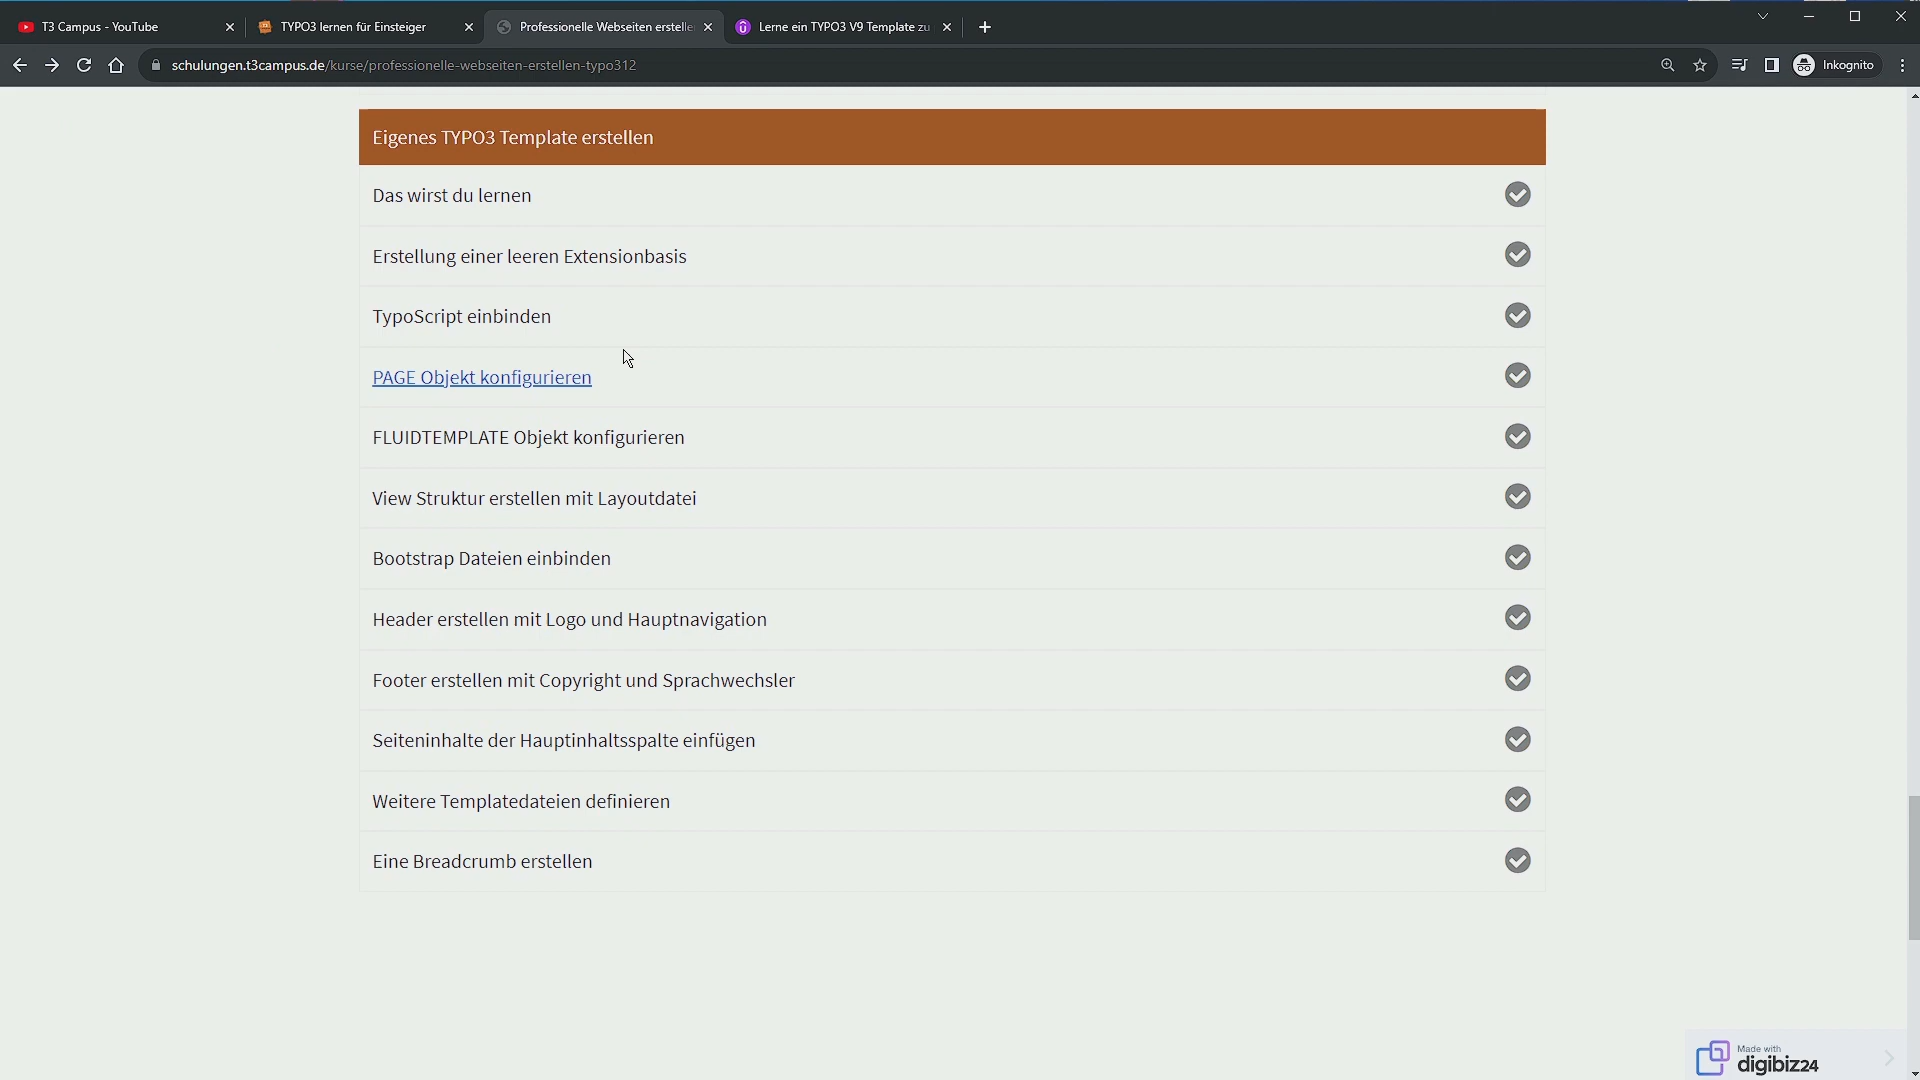 T3 Campus - YouTube
TYPO3 lernen für Einsteiger
Professionelle Webseiten erstelle
Lerne ein TYPO3 V9 Template zu
schulungen.t3campus.de/kurse/professionelle-webseiten-erstellen-typo312
Inkognito
Eigenes TYPO3 Template erstellen
Das wirst du lernen
Erstellung einer leeren Extensionbasis
TypoScript einbinden
PAGE Objekt konfigurieren
FLUIDTEMPLATE Objekt konfigurieren
View Struktur erstellen mit Layoutdatei
Bootstrap Dateien einbinden
Header erstellen mit Logo und Hauptnavigation
Footer erstellen mit Copyright und Sprachwechsler
Seiteninhalte der Hauptinhaltsspalte einfügen
Weitere Templatedateien definieren
Eine Breadcrumb erstellen
Made with
digibiz24